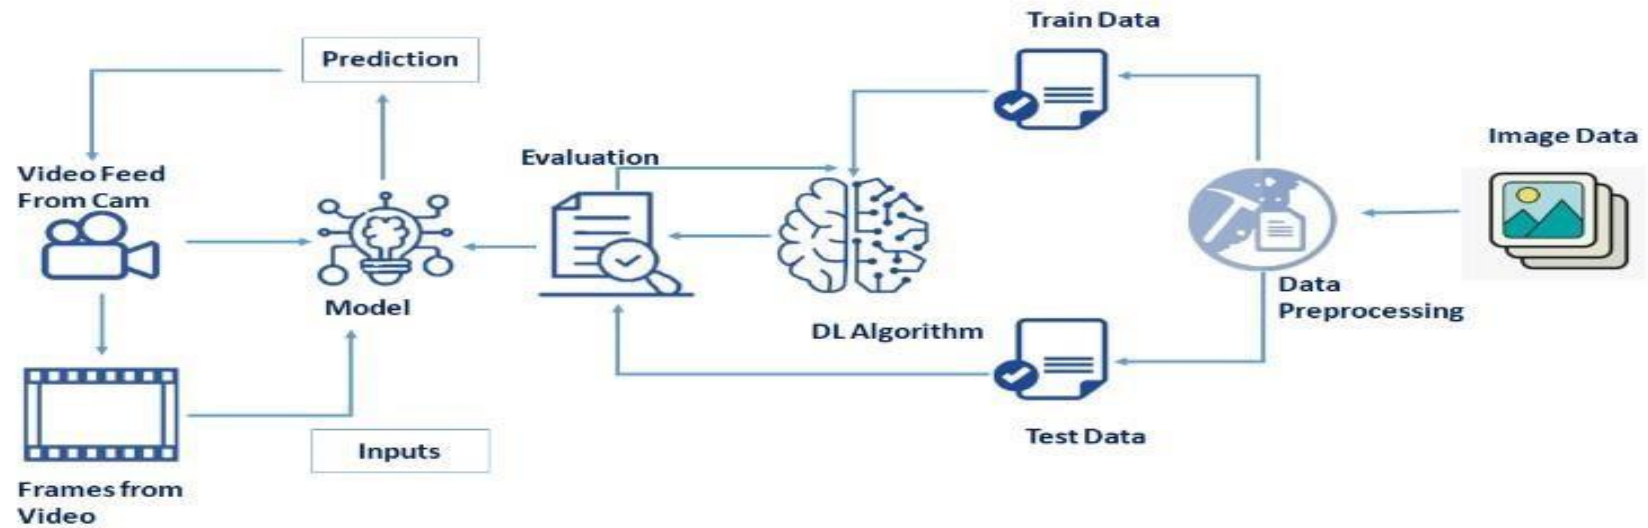 Train Data
Prediction
Image Data
Evaluation
Video Feed
From Cam
Model
Data
Preprocessing
DL Algorithm
Test Data
Inputs
Frames from
Video